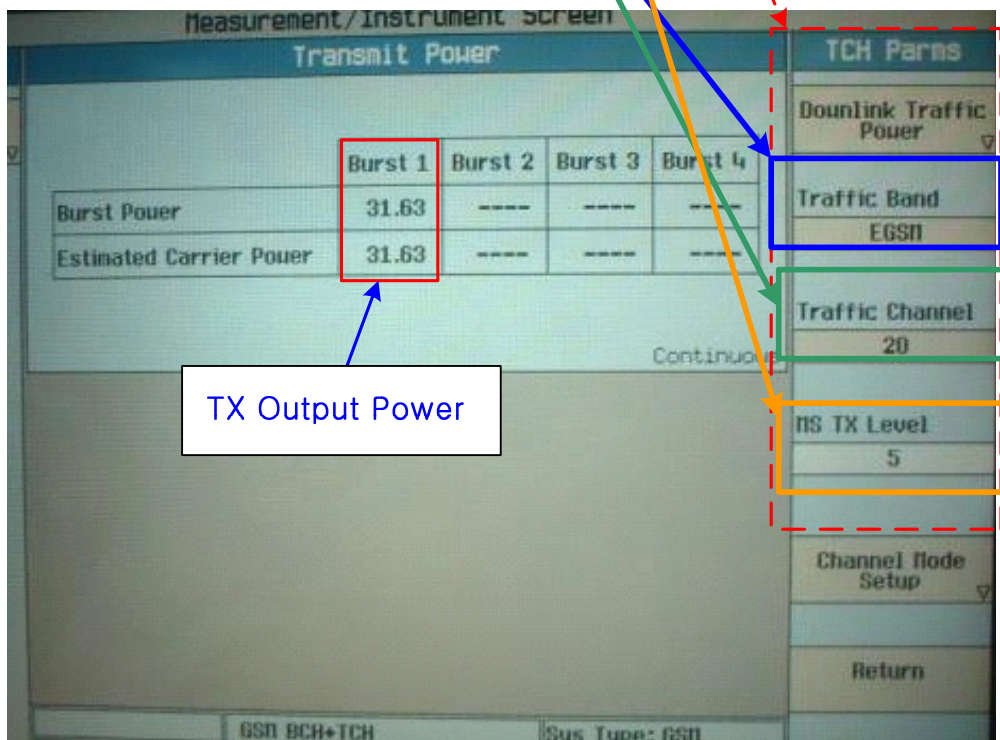 Measurement/Instrument Screen
Transmit Power
TCH Parms
Downlink Traffic
Power
Burst 1 Burst 2 Burst 3 Burst 4
Burst Power 31.63 ---- ---- ----
Estimated Carrier Power 31.63 ---- ---- ----
Traffic Band
EGSM
Traffic Channel
20
Continuous
TX Output Power
MS TX Level
5
Channel Mode
Setup
Return
GSM BCH+TCH
Sys Type: GSM